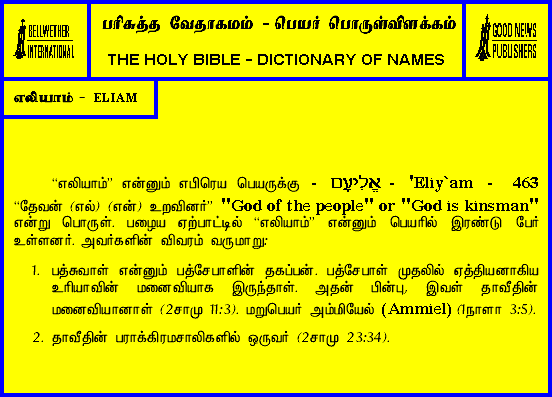 BELLWETHER
INTERNATIONAL
பரிசுத்த வேதாகமம் - பெயர் பொருள்விளக்கம்
THE HOLY BIBLE - DICTIONARY OF NAMES
GOOD NEWS
PUBLISHERS
எலியாம் - ELIAM
“எலியாம்” என்னும் எபிரெய பெயருக்கு - אֱלִיעָם - 'Eliy`am - 463
“தேவன் (எல்) (என்) உறவினர்” "God of the people" or "God is kinsman"
என்று பொருள். பழைய ஏற்பாட்டில் “எலியாம்” என்னும் பெயரில் இரண்டு பேர்
உள்ளனர். அவர்களின் விவரம் வருமாறு:
1. பத்சுவாள் என்னும் பத்சேபாளின் தகப்பன். பத்சேபாள் முதலில் ஏத்தியனாகிய
உரியாவின் மனைவியாக இருந்தாள். அதன் பின்பு, இவள் தாவீதின்
மனைவியானாள் (2சாமு 11:3). மறுபெயர் அம்மியேல் (Ammiel) (1நாளா 3:5).
2. தாவீதின் பராக்கிரமசாலிகளில் ஒருவர் (2சாமு 23:34).